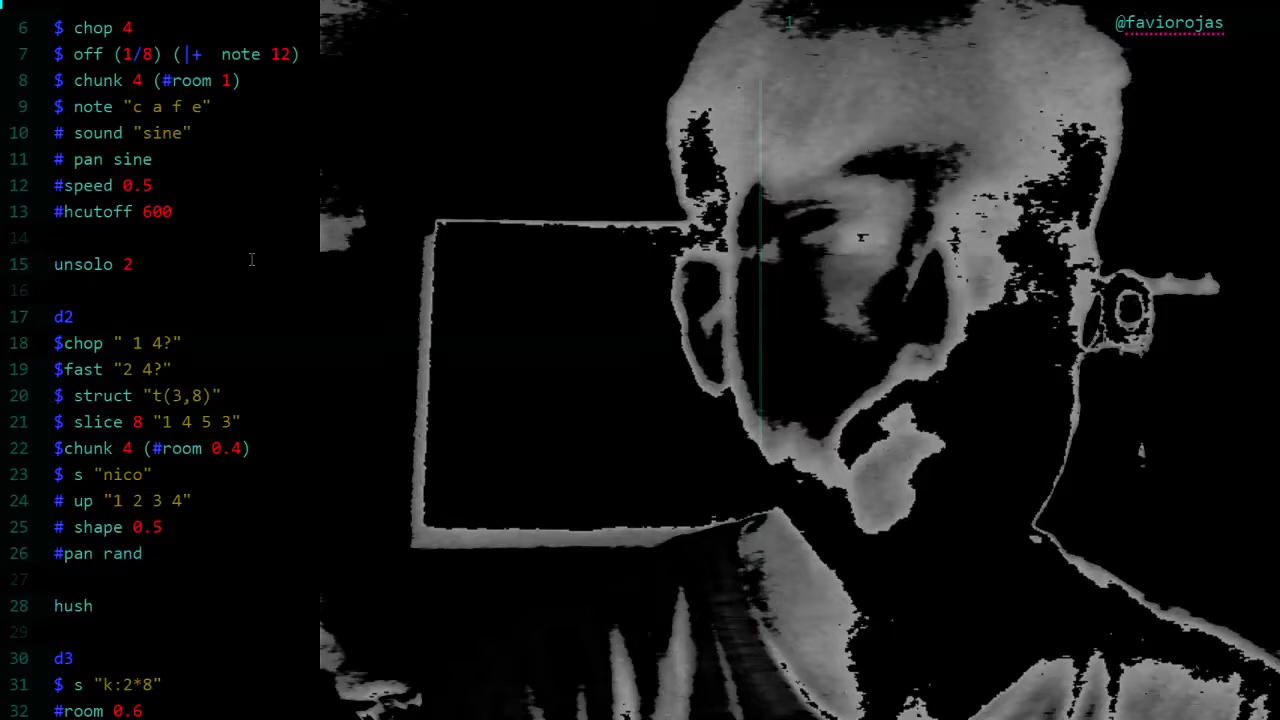 6 $ chop 4
7 $ off (1/8) (|+  note 12)
8 $ chunk 4 (#room 1)
9 $ note "c a f e"
10 # sound "sine"
11 # pan sine
12 #speed 0.5
13 #hcutoff 600
14
15 unsolo 2
16
17 d2
18 $chop " 1 4?"
19 $fast "2 4?"
20 $ struct "t(3,8)"
21 $ slice 8 "1 4 5 3"
22 $chunk 4 (#room 0.4)
23 $ s "nico"
24 # up "1 2 3 4"
25 # shape 0.5
26 #pan rand
27
28 hush
29
30 d3
31 $ s "k:2*8"
32 #room 0.6
1
@faviorojas